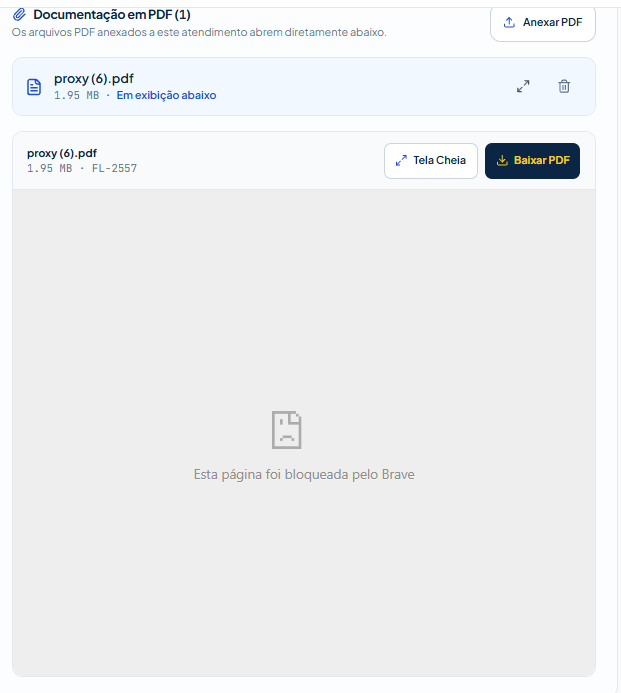 Documentação em PDF (1)
Os arquivos PDF anexados a este atendimento abrem diretamente abaixo.
Anexar PDF
proxy (6).pdf
1.95 MB · Em exibição abaixo
proxy (6).pdf
1.95 MB · FL-2557
Tela Cheia
Baixar PDF
Esta página foi bloqueada pelo Brave